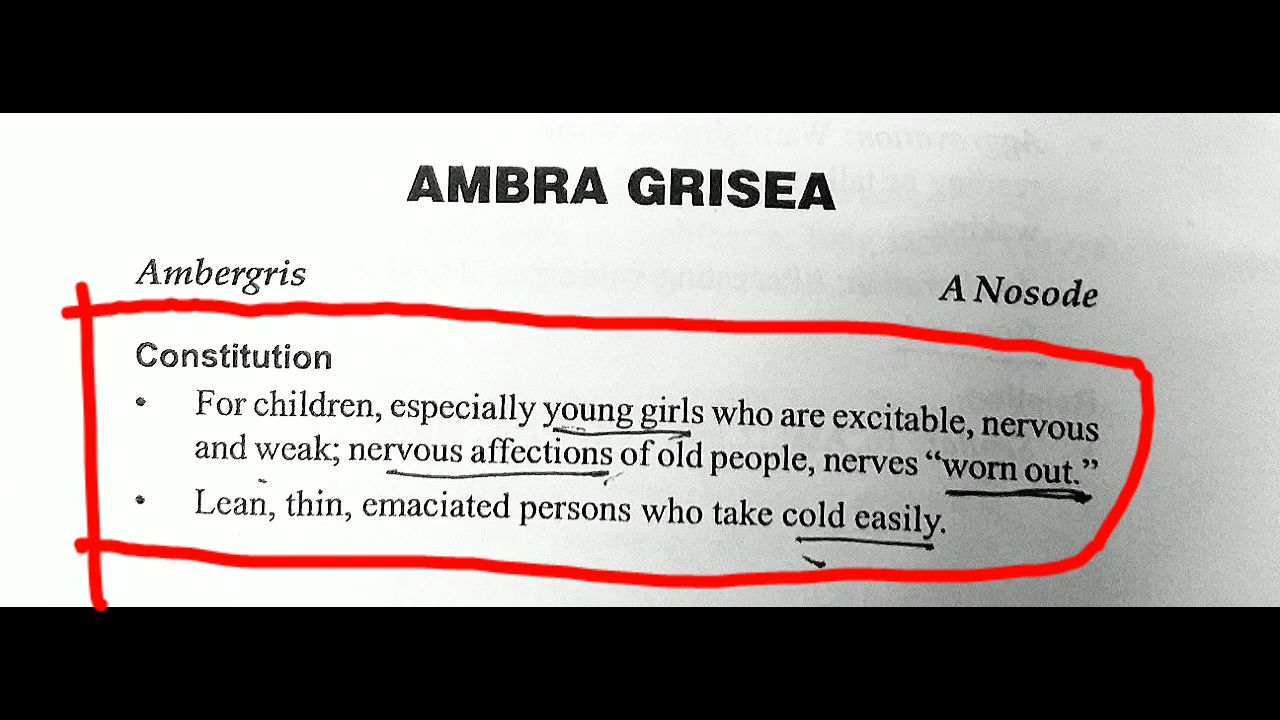 AMBRA GRISEA
Ambergris
A Nosode
Constitution
• For children, especially young girls who are excitable, nervous
and weak; nervous affections of old people, nerves “worn out.”
• Lean, thin, emaciated persons who take cold easily.